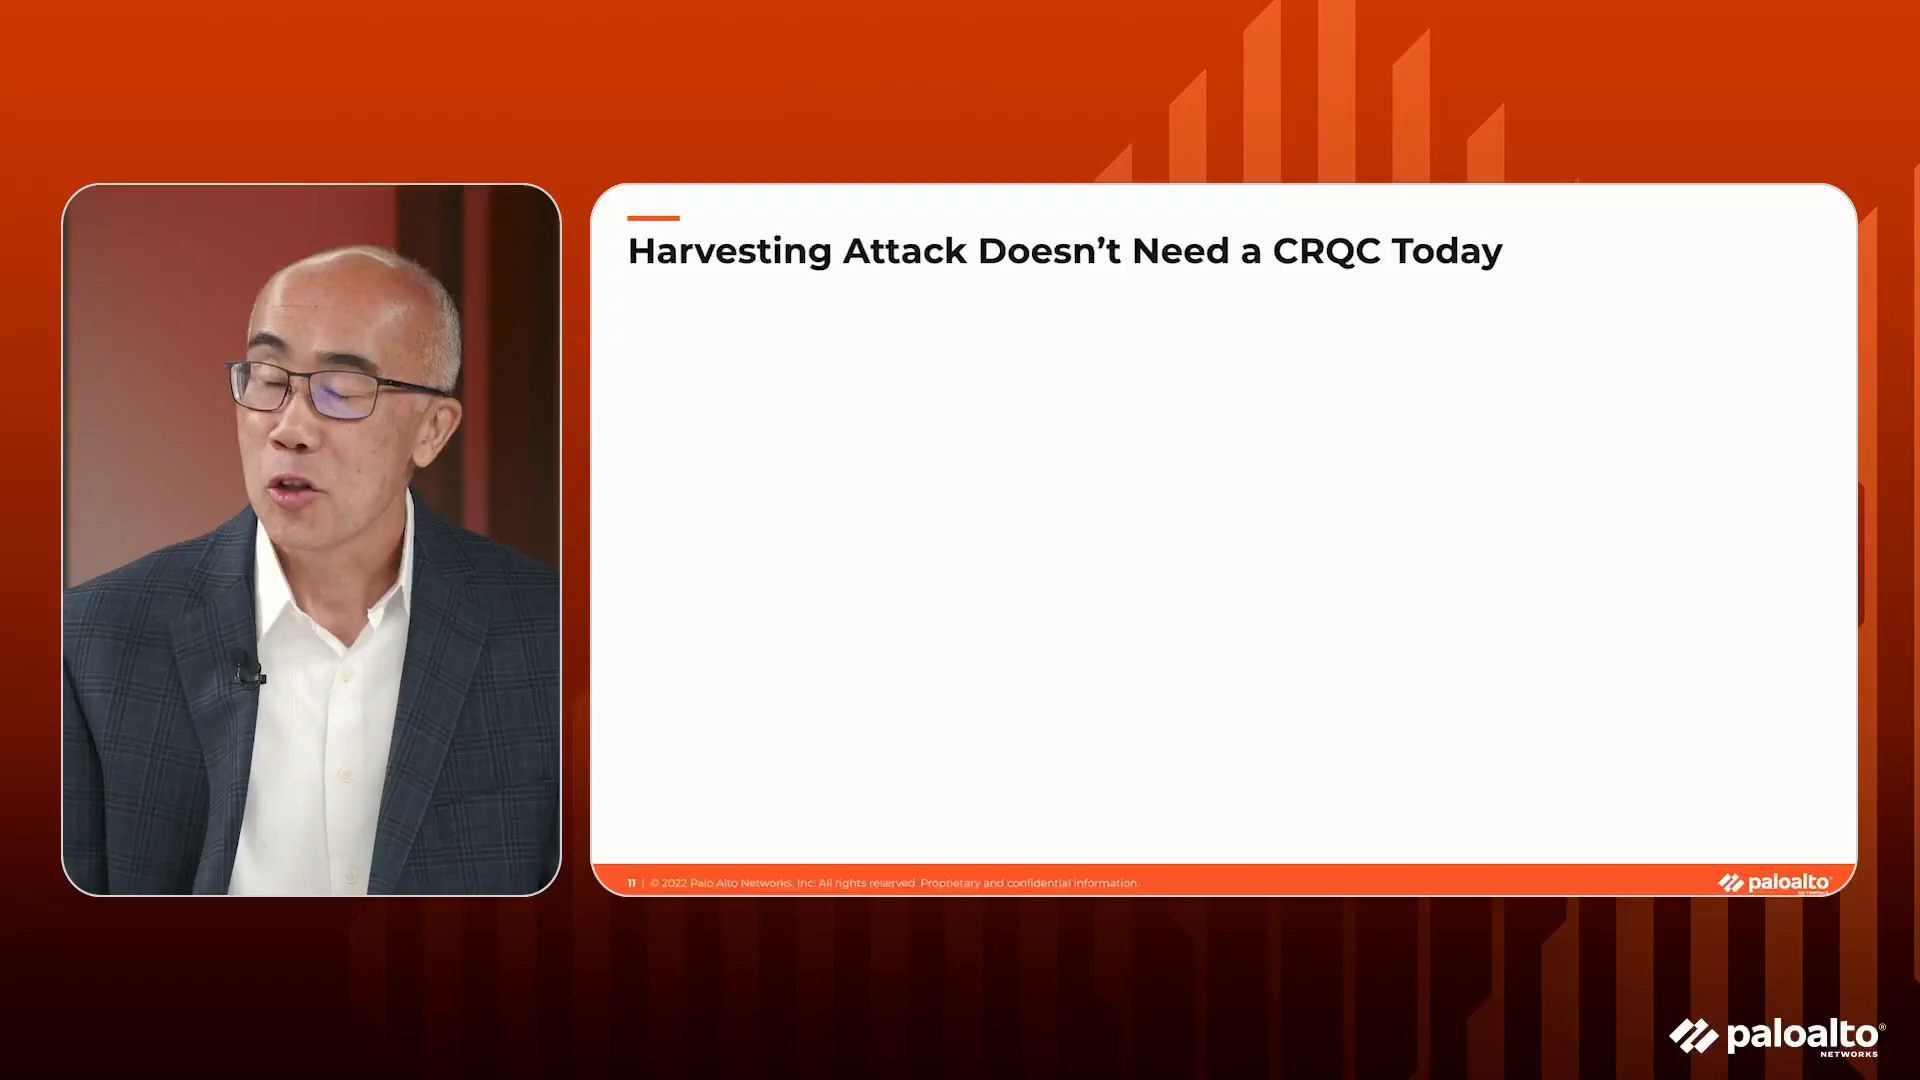 Harvesting Attack Doesn’t Need a CRQC Today
11 | © 2022 Palo Alto Networks, Inc. All rights reserved. Proprietary and confidential information.
paloalto
NETWORKS
paloalto®
NETWORKS